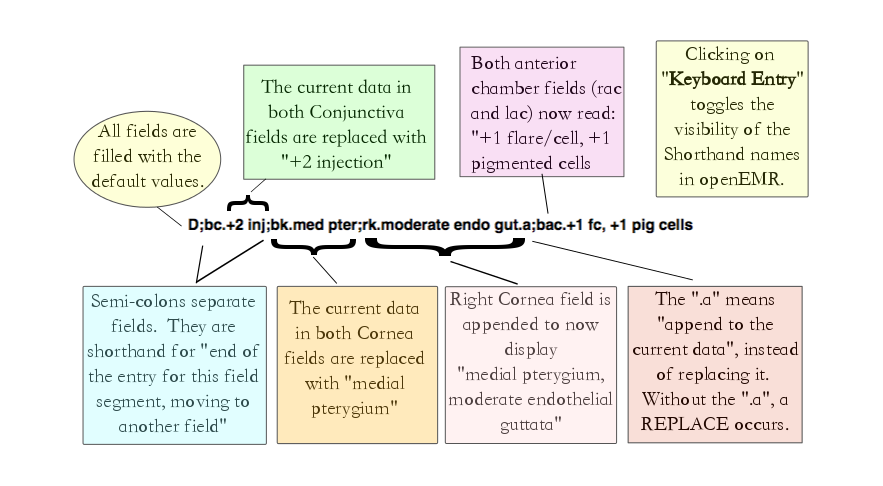 All fields are
filled with the
default values.
The current data in
both Conjunctiva
fields are replaced with
"+2 injection"
Both anterior
chamber fields (rac
and lac) now read:
"+1 flare/cell, +1
pigmented cells
Clicking on
"Keyboard Entry"
toggles the
visibility of the
Shorthand names
in openEMR.
D;bc.+2 inj;bk.med pter;rk.moderate endo gut.a;bac.+1 fc, +1 pig cells
Semi-colons separate
fields. They are
shorthand for "end of
the entry for this field
segment, moving to
another field"
The current data
in both Cornea
fields are replaced
with "medial
pterygium"
Right Cornea field is
appended to now
display
"medial pterygium,
moderate endothelial
guttata"
The ".a" means
"append to the
current data", instead
of replacing it.
Without the ".a", a
REPLACE occurs.